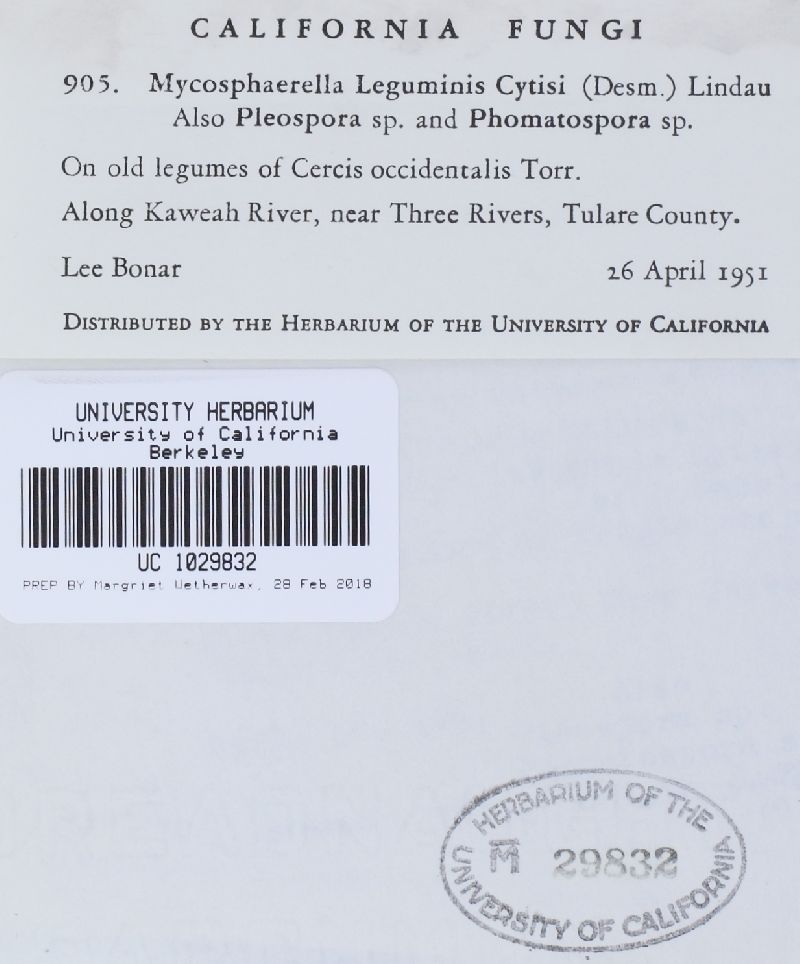 CALIFORNIA FUNGI
905. Mycosphaerella Leguminis Cytisi (Desm.) Lindau
Also Pleospora sp. and Phomatospora sp.
On old legumes of Cercis occidentalis Torr.
Along Kaweah River, near Three Rivers, Tulare County.
Lee Bonar 26 April 1951
DISTRIBUTED BY THE HERBARIUM OF THE UNIVERSITY OF CALIFORNIA
UNIVERSITY HERBARIUM
University of California
Berkeley
UC 1029832
PREP BY Margriet Wetherwax, 28 Feb 2018
HERBARIUM OF THE
M 29832
UNIVERSITY OF CALIFORNIA